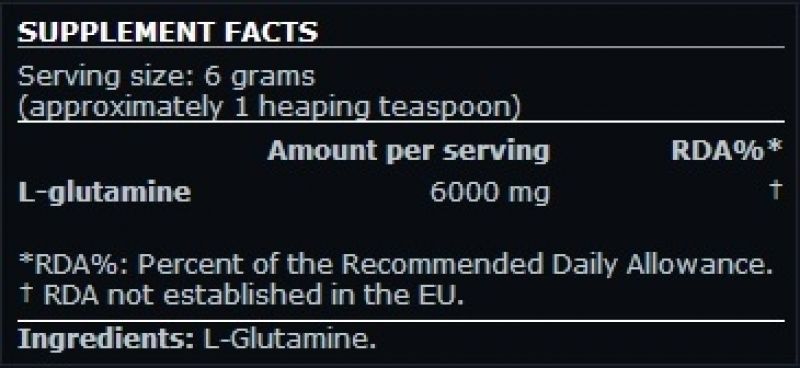 SUPPLEMENT FACTS
Serving size: 6 grams
(approximately 1 heaping teaspoon)
Amount per serving RDA%*
L-glutamine 6000 mg †
*RDA%: Percent of the Recommended Daily Allowance.
† RDA not established in the EU.
Ingredients: L-Glutamine.